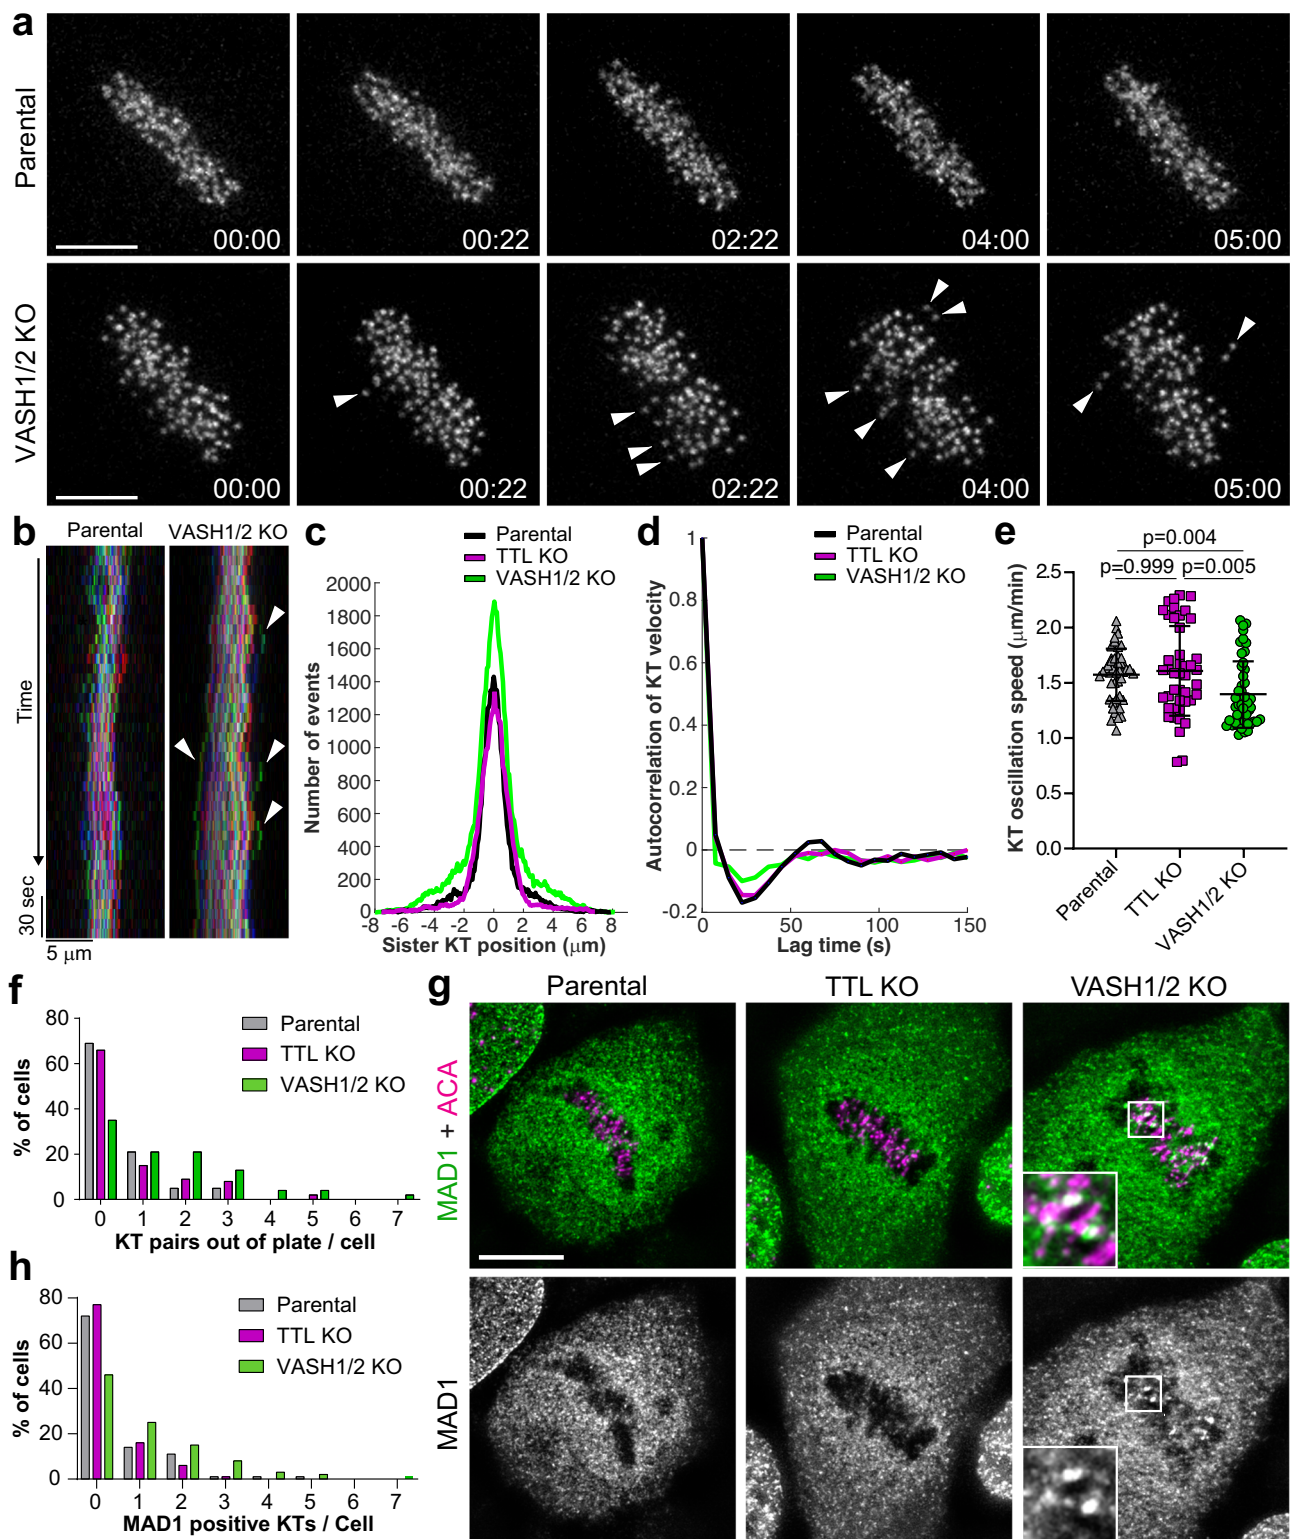 a
Parental
00:00
00:22
02:22
04:00
05:00
VASH1/2 KO
00:00
00:22
02:22
04:00
05:00
b
Parental
VASH1/2 KO
Time
30 sec
5 μm
c
Parental
TTL KO
VASH1/2 KO
Number of events
2000
1800
1600
1400
1200
1000
800
600
400
200
0
-8 -6 -4 -2 0 2 4 6 8
Sister KT position (μm)
d
Parental
TTL KO
VASH1/2 KO
Autocorrelation of KT velocity
1
0.8
0.6
0.4
0.2
0
-0.2
0 50 100 150
Lag time (s)
e
p=0.004
p=0.999 p=0.005
KT oscillation speed (μm/min)
2.5
2.0
1.5
1.0
0.5
0.0
Parental
TTL KO
VASH1/2 KO
f
% of cells
80
60
40
20
0
Parental
TTL KO
VASH1/2 KO
0 1 2 3 4 5 6 7
KT pairs out of plate / cell
g
Parental
TTL KO
VASH1/2 KO
MAD1 + ACA
MAD1
h
% of cells
80
60
40
20
0
Parental
TTL KO
VASH1/2 KO
0 1 2 3 4 5 6 7
MAD1 positive KTs / Cell